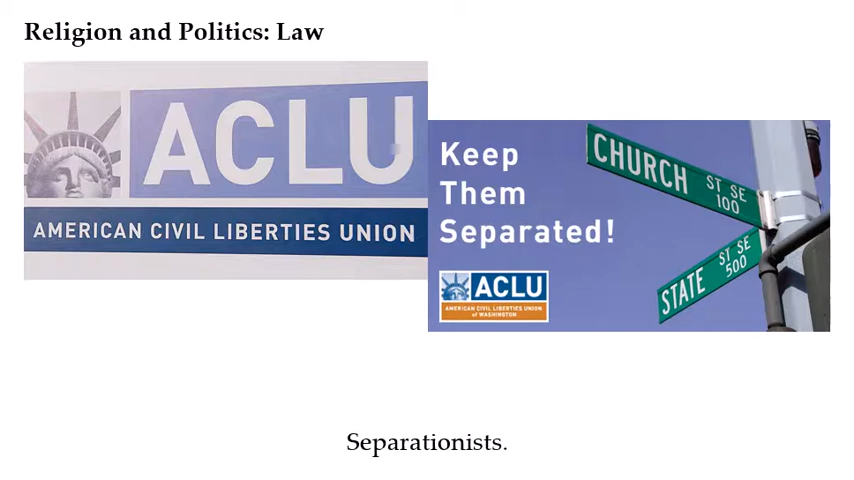 Religion and Politics: Law
ACLU
AMERICAN CIVIL LIBERTIES UNION
Keep
Them
Separated!
CHURCH ST SE 100
STATE ST SE 500
ACLU
AMERICAN CIVIL LIBERTIES UNION
of WASHINGTON
Separationists.